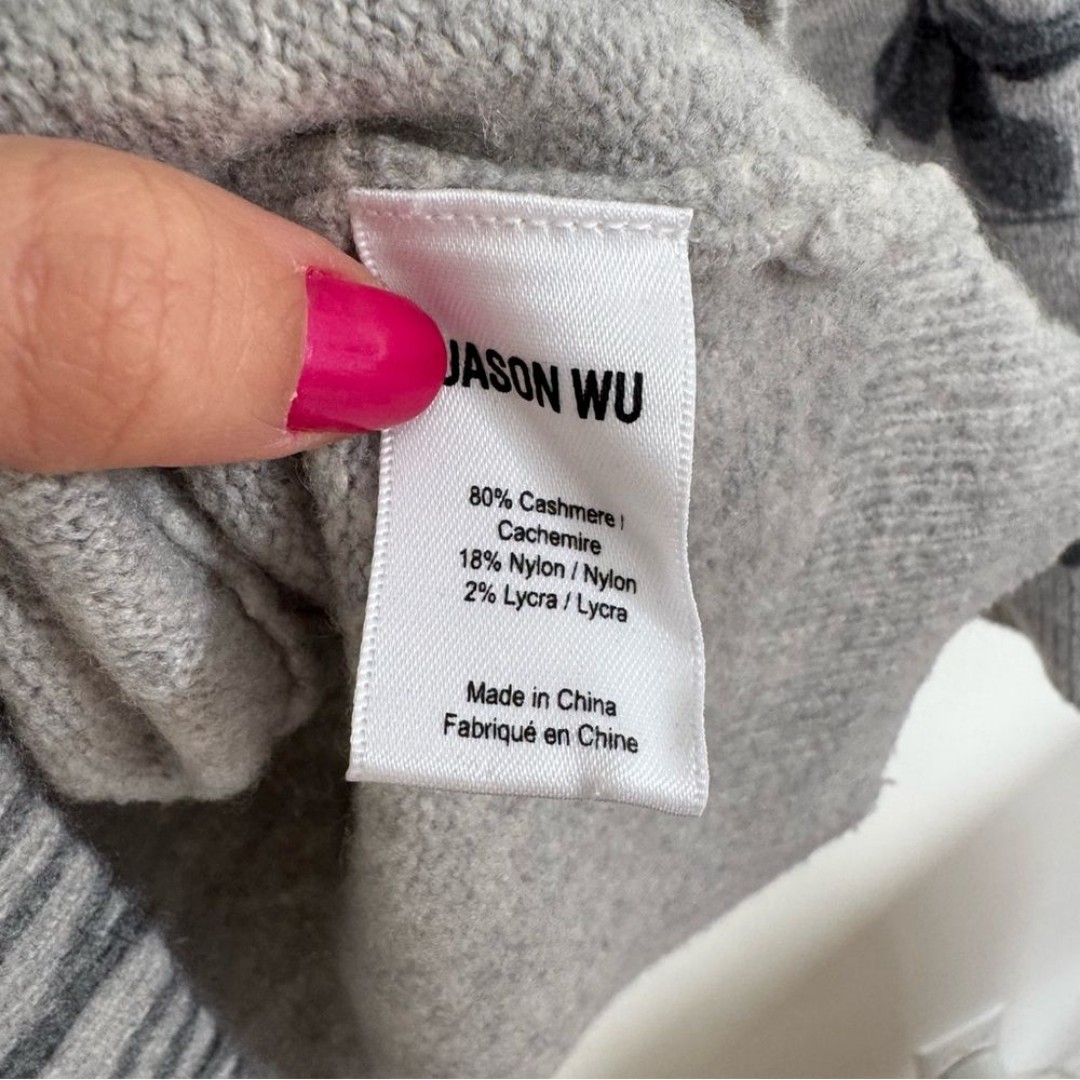 JASON WU
80% Cashmere /
Cachemire
18% Nylon / Nylon
2% Lycra / Lycra
Made in China
Fabriqué en Chine